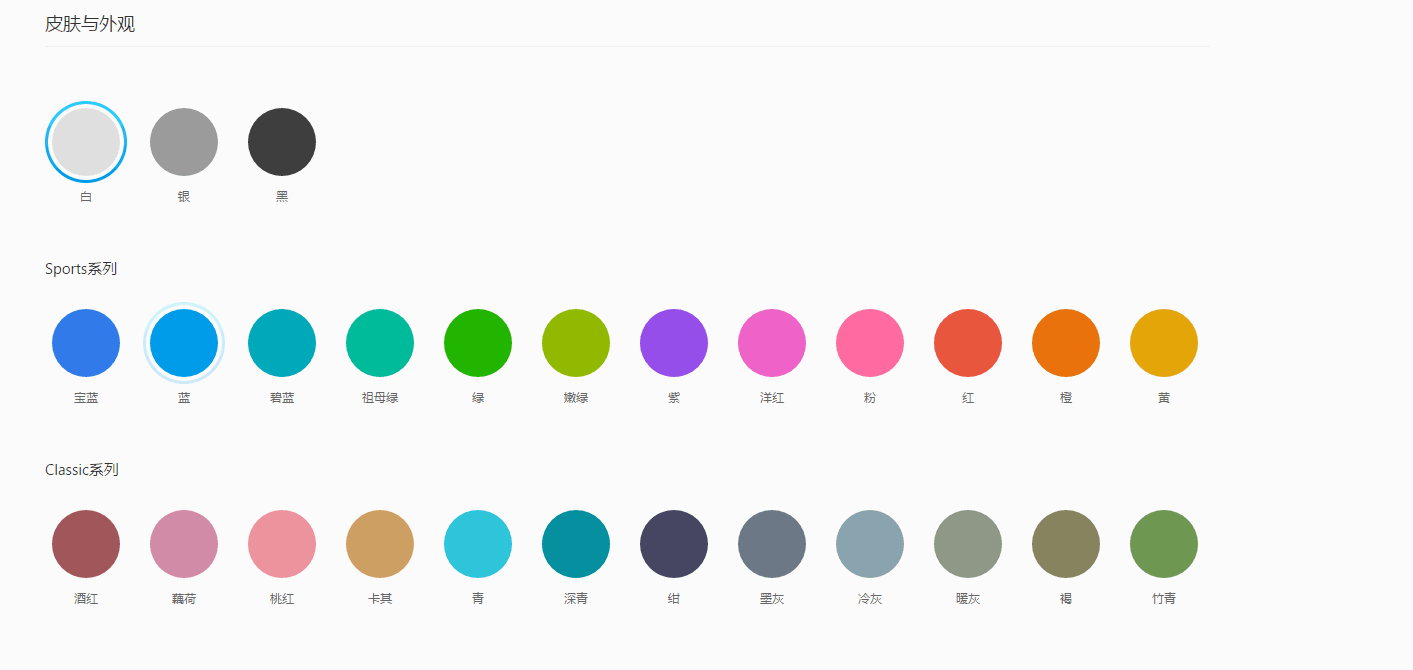 皮肤与外观
白 银 黑
Sports系列
宝蓝 蓝 碧蓝 祖母绿 绿 嫩绿 紫 洋红 粉 红 橙 黄
Classic系列
酒红 藕荷 桃红 卡其 青 深青 绀 墨灰 冷灰 暖灰 褐 竹青